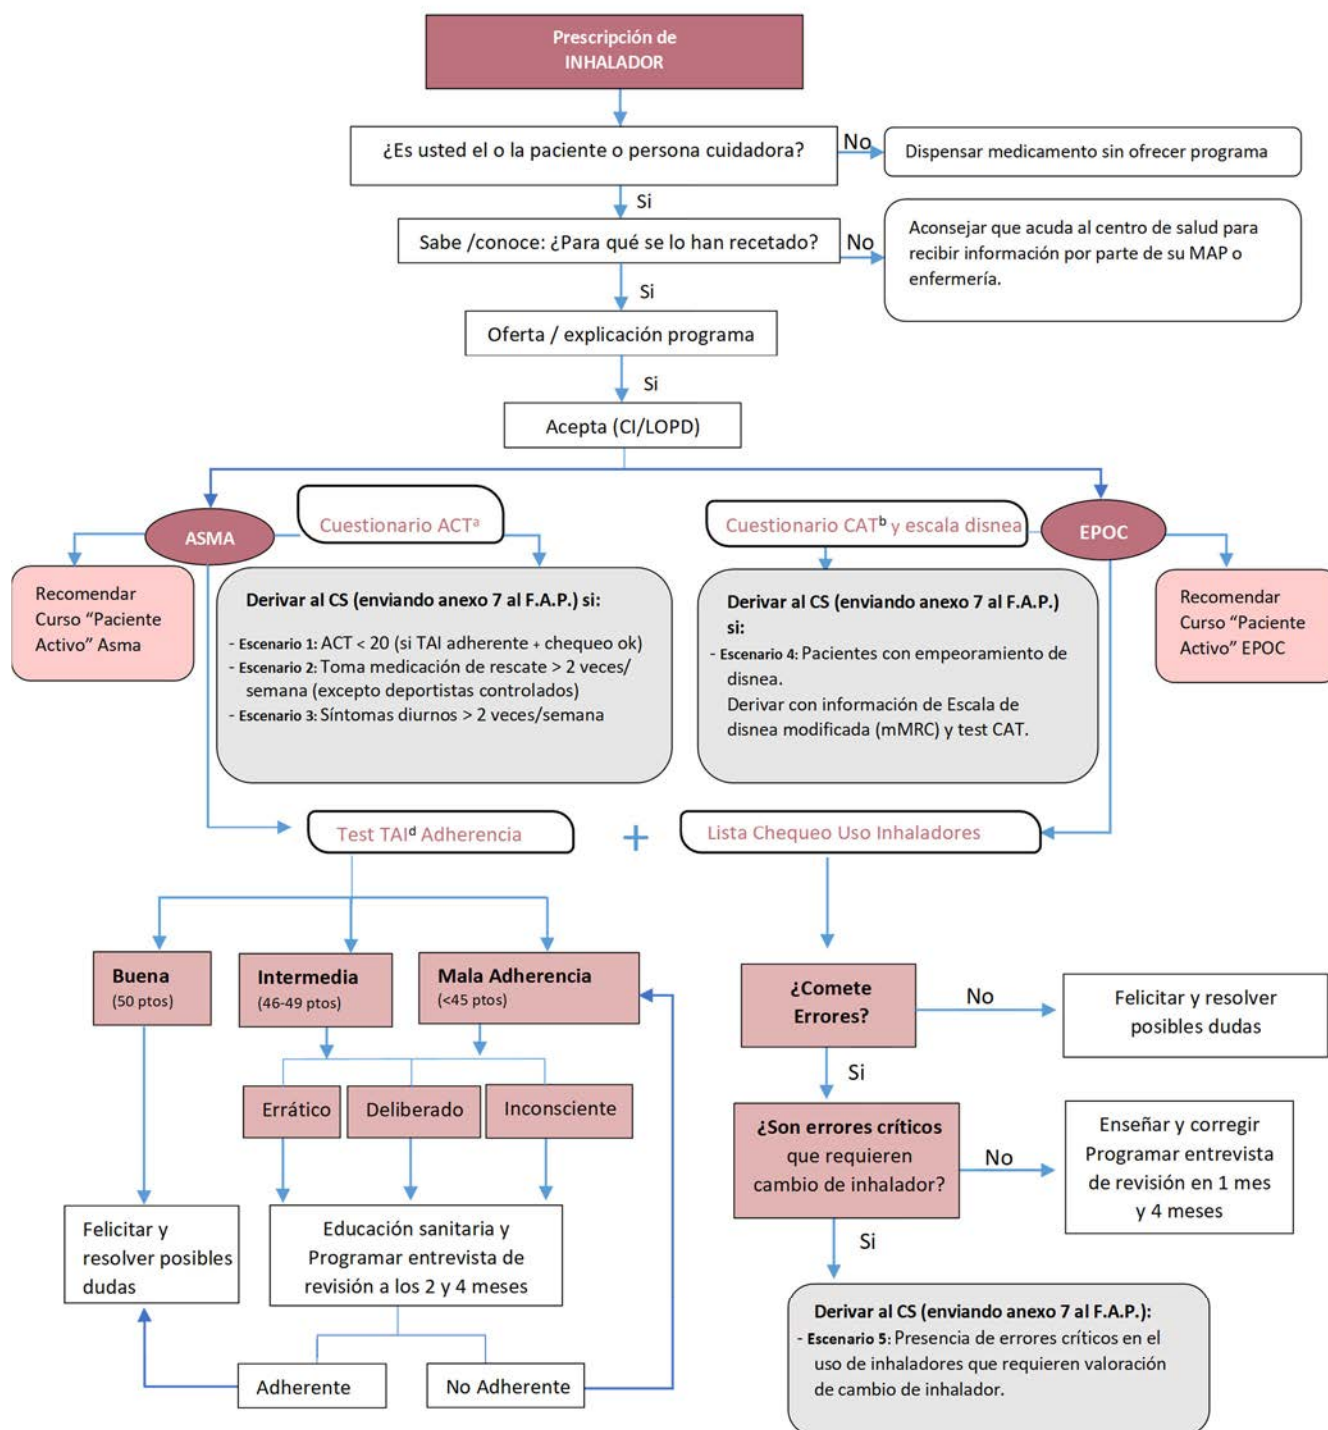 Prescripción de
INHALADOR
¿Es usted el o la paciente o persona cuidadora?
No
Dispensar medicamento sin ofrecer programa
Si
Sabe /conoce: ¿Para qué se lo han recetado?
No
Aconsejar que acuda al centro de salud para
recibir información por parte de su MAP o
enfermería.
Si
Oferta / explicación programa
Si
Acepta (CI/LOPD)
ASMA
Cuestionario ACTᵃ
Cuestionario CATᵇ y escala disnea
EPOC
Recomendar
Curso “Paciente
Activo” Asma
Derivar al CS (enviando anexo 7 al F.A.P.) si:
- Escenario 1: ACT < 20 (si TAI adherente + chequeo ok)
- Escenario 2: Toma medicación de rescate > 2 veces/
semana (excepto deportistas controlados)
- Escenario 3: Síntomas diurnos > 2 veces/semana
Derivar al CS (enviando anexo 7 al F.A.P.)
si:
- Escenario 4: Pacientes con empeoramiento de
disnea.
Derivar con información de Escala de
disnea modificada (mMRC) y test CAT.
Recomendar
Curso “Paciente
Activo” EPOC
Test TAIᵈ Adherencia
+
Lista Chequeo Uso Inhaladores
Buena
(50 ptos)
Intermedia
(46-49 ptos)
Mala Adherencia
(<45 ptos)
Errático
Deliberado
Inconsciente
Felicitar y
resolver posibles
dudas
Educación sanitaria y
Programar entrevista de
revisión a los 2 y 4 meses
Adherente
No Adherente
¿Comete
Errores?
No
Felicitar y resolver
posibles dudas
Si
¿Son errores críticos
que requieren
cambio de inhalador?
No
Enseñar y corregir
Programar entrevista
de revisión en 1 mes
y 4 meses
Si
Derivar al CS (enviando anexo 7 al F.A.P.):
- Escenario 5: Presencia de errores críticos en el
uso de inhaladores que requieren valoración
de cambio de inhalador.